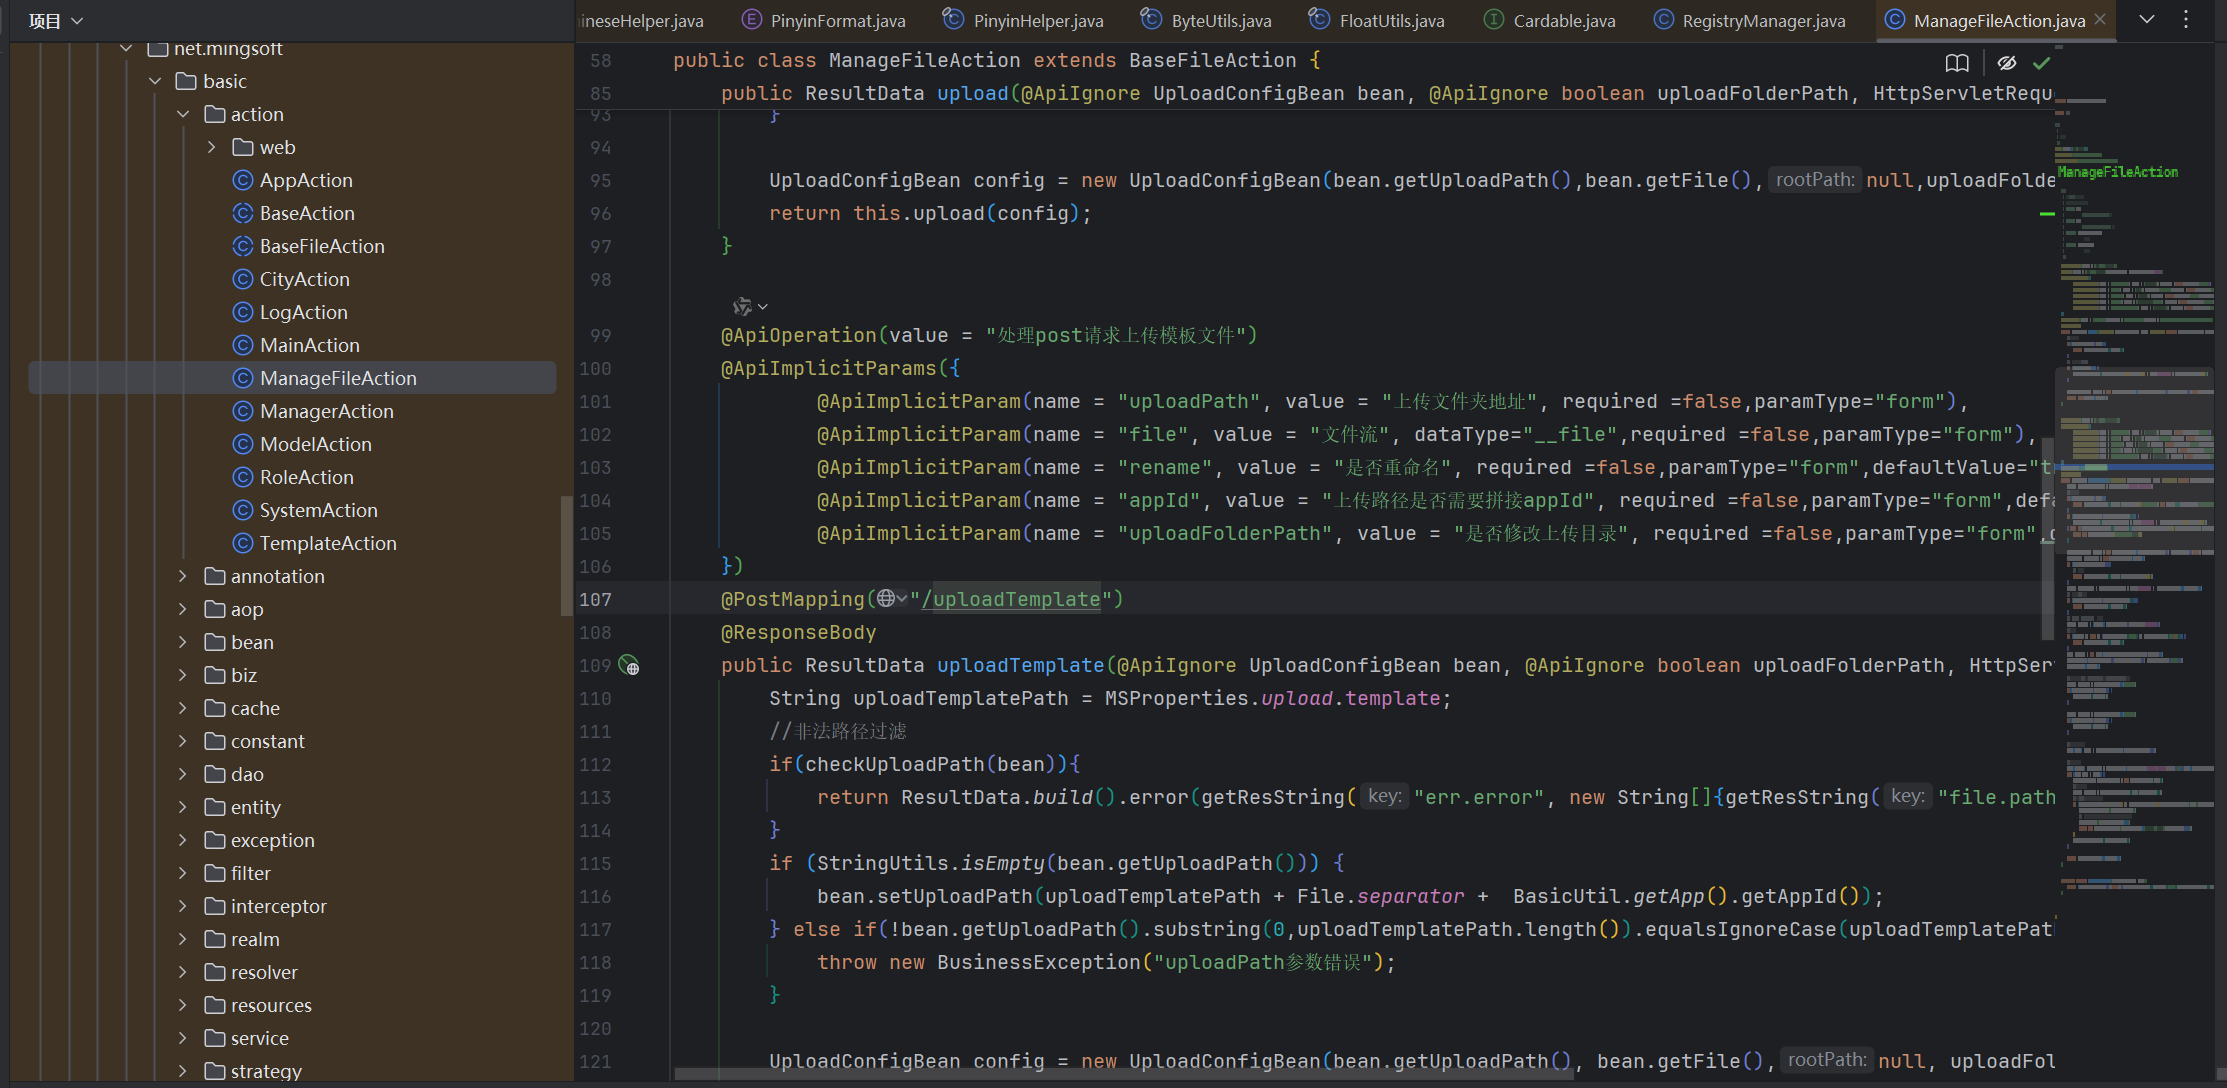 项目
ineseHelper.java
PinyinFormat.java
PinyinHelper.java
ByteUtils.java
FloatUtils.java
Cardable.java
RegistryManager.java
ManageFileAction.java
net.mingsoft
basic
action
web
AppAction
BaseAction
BaseFileAction
CityAction
LogAction
MainAction
ManageFileAction
ManagerAction
ModelAction
RoleAction
SystemAction
TemplateAction
annotation
aop
bean
biz
cache
constant
dao
entity
exception
filter
interceptor
realm
resolver
resources
service
strategy
58 public class ManageFileAction extends BaseFileAction {
85 public ResultData upload(@ApiIgnore UploadConfigBean bean, @ApiIgnore boolean uploadFolderPath, HttpServletRequ
93 }
94
95 UploadConfigBean config = new UploadConfigBean(bean.getUploadPath(),bean.getFile(), rootPath: null,uploadFolde
96 return this.upload(config);
97 }
98
99 @ApiOperation(value = "处理post请求上传模板文件")
100 @ApiImplicitParams({
101 @ApiImplicitParam(name = "uploadPath", value = "上传文件夹地址", required =false,paramType="form"),
102 @ApiImplicitParam(name = "file", value = "文件流", dataType="__file",required =false,paramType="form"),
103 @ApiImplicitParam(name = "rename", value = "是否重命名", required =false,paramType="form",defaultValue="t
104 @ApiImplicitParam(name = "appId", value = "上传路径是否需要拼接appId", required =false,paramType="form",defa
105 @ApiImplicitParam(name = "uploadFolderPath", value = "是否修改上传目录", required =false,paramType="form",d
106 })
107 @PostMapping("/uploadTemplate")
108 @ResponseBody
109 public ResultData uploadTemplate(@ApiIgnore UploadConfigBean bean, @ApiIgnore boolean uploadFolderPath, HttpSer
110 String uploadTemplatePath = MSProperties.upload.template;
111 //非法路径过滤
112 if(checkUploadPath(bean)){
113 return ResultData.build().error(getResString( key: "err.error", new String[]{getResString( key: "file.path
114 }
115 if (StringUtils.isEmpty(bean.getUploadPath())) {
116 bean.setUploadPath(uploadTemplatePath + File.separator + BasicUtil.getApp().getAppId());
117 } else if(!bean.getUploadPath().substring(0,uploadTemplatePath.length()).equalsIgnoreCase(uploadTemplatePat
118 throw new BusinessException("uploadPath参数错误");
119 }
120
121 UploadConfigBean config = new UploadConfigBean(bean.getUploadPath(), bean.getFile(), rootPath: null, uploadFol
ManageFileAction